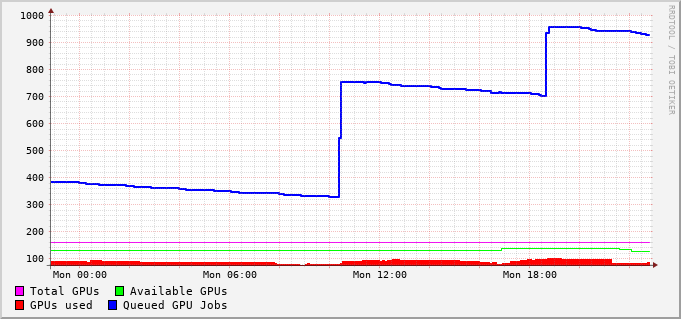 1000
900
800
700
600
500
400
300
200
100
Mon 00:00 Mon 06:00 Mon 12:00 Mon 18:00
Total GPUs Available GPUs
GPUs used Queued GPU Jobs
RRDTOOL / TOBI OETIKER